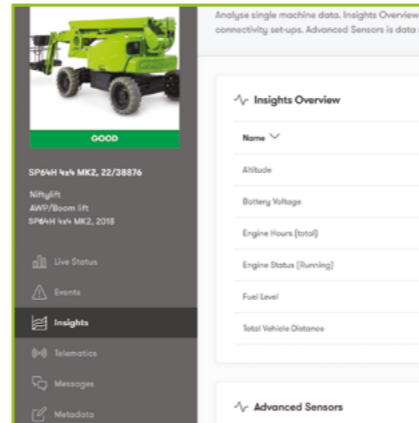 Analyse single machine data. Insights Overview
connectivity set-ups. Advanced Sensors is data
GOOD
SP64H 4x4 MK2, 22/38876
Niftylift
AWP/Boom lift
SP64H 4x4 MK2, 2018
Live Status
Events
Insights
Telematics
Messages
Metadata
Insights Overview
Name
Altitude
Battery Voltage
Engine Hours (total)
Engine Status (Running)
Fuel Level
Total Vehicle Distance
Advanced Sensors